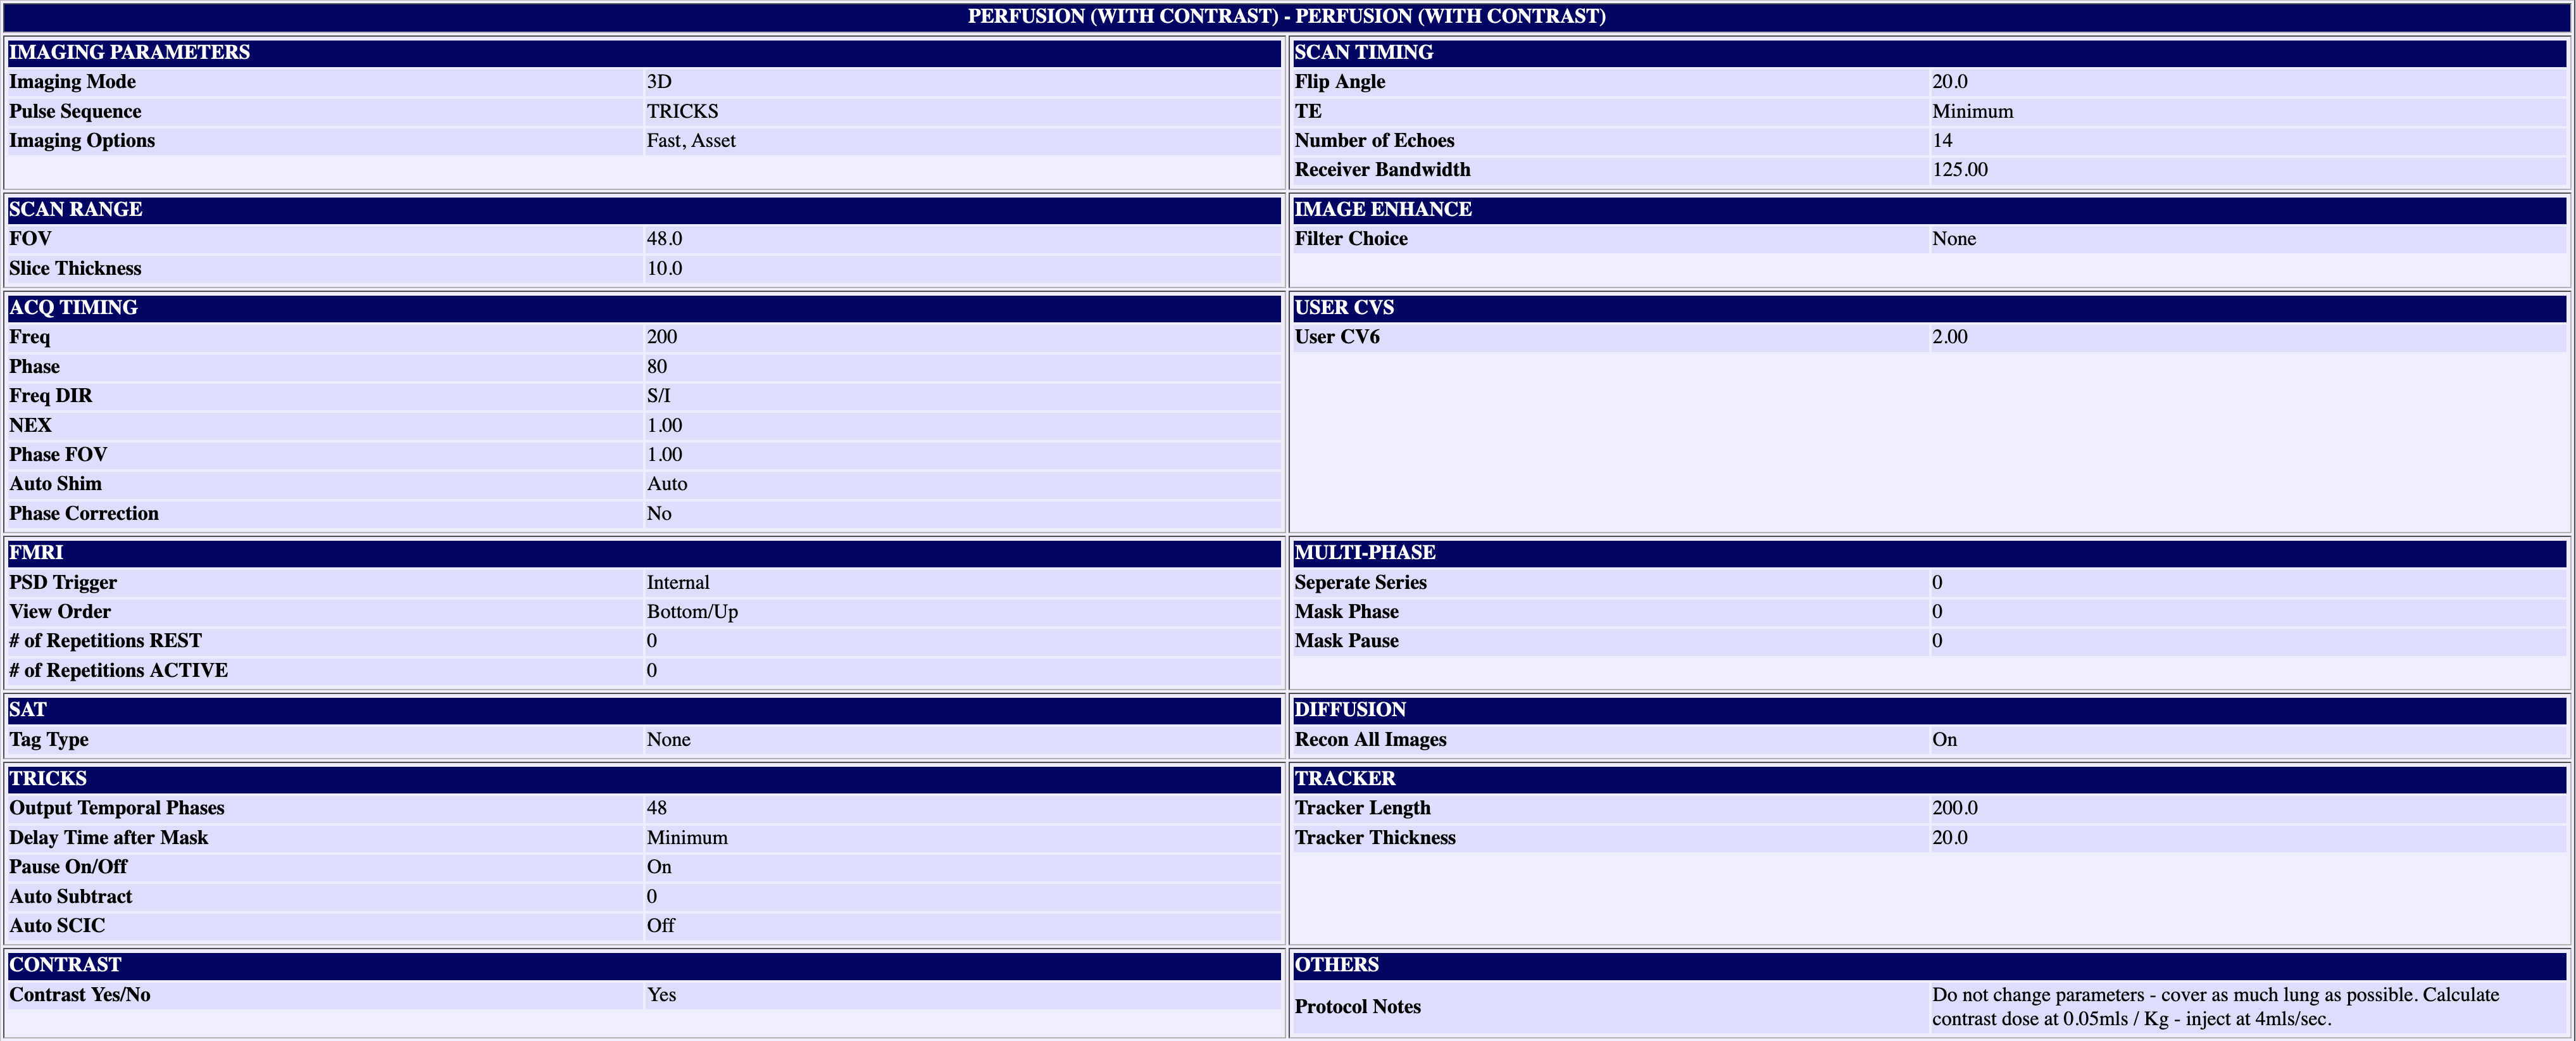 PERFUSION (WITH CONTRAST) - PERFUSION (WITH CONTRAST)
IMAGING PARAMETERS
Imaging Mode 3D
Pulse Sequence TRICKS
Imaging Options Fast, Asset
SCAN TIMING
Flip Angle 20.0
TE Minimum
Number of Echoes 14
Receiver Bandwidth 125.00
SCAN RANGE
FOV 48.0
Slice Thickness 10.0
IMAGE ENHANCE
Filter Choice None
ACQ TIMING
Freq 200
Phase 80
Freq DIR S/I
NEX 1.00
Phase FOV 1.00
Auto Shim Auto
Phase Correction No
USER CVS
User CV6 2.00
FMRI
PSD Trigger Internal
View Order Bottom/Up
# of Repetitions REST 0
# of Repetitions ACTIVE 0
MULTI-PHASE
Seperate Series 0
Mask Phase 0
Mask Pause 0
SAT
Tag Type None
DIFFUSION
Recon All Images On
TRICKS
Output Temporal Phases 48
Delay Time after Mask Minimum
Pause On/Off On
Auto Subtract 0
Auto SCIC Off
TRACKER
Tracker Length 200.0
Tracker Thickness 20.0
CONTRAST
Contrast Yes/No Yes
OTHERS
Protocol Notes Do not change parameters - cover as much lung as possible. Calculate
contrast dose at 0.05mls / Kg - inject at 4mls/sec.